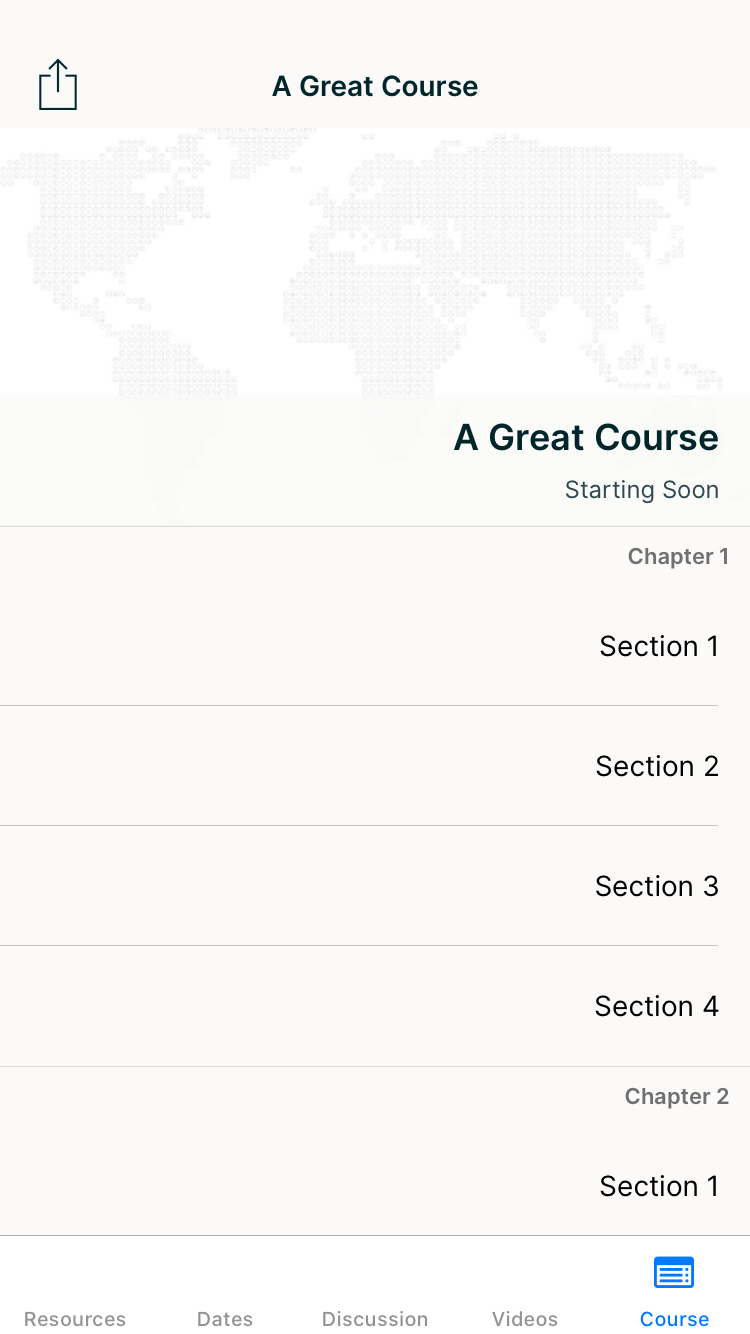 A Great Course
A Great Course
Starting Soon
Chapter 1
Section 1
Section 2
Section 3
Section 4
Chapter 2
Section 1
Resources Dates Discussion Videos Course